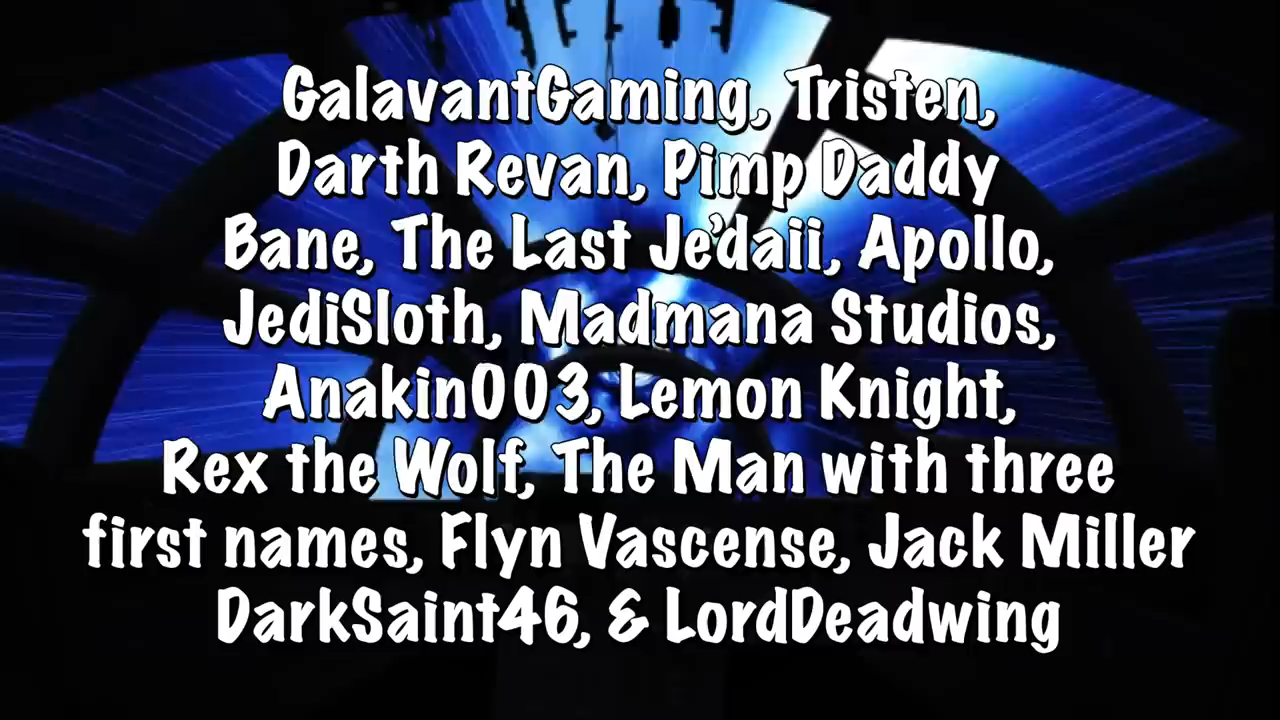 GalavantGaming, Tristen,
Darth Revan, Pimp Daddy
Bane, The Last Je'daii, Apollo,
JediSloth, Madmana Studios,
Anakin003, Lemon Knight,
Rex the Wolf, The Man with three
first names, Flyn Vascense, Jack Miller
DarkSaint46, & LordDeadwing